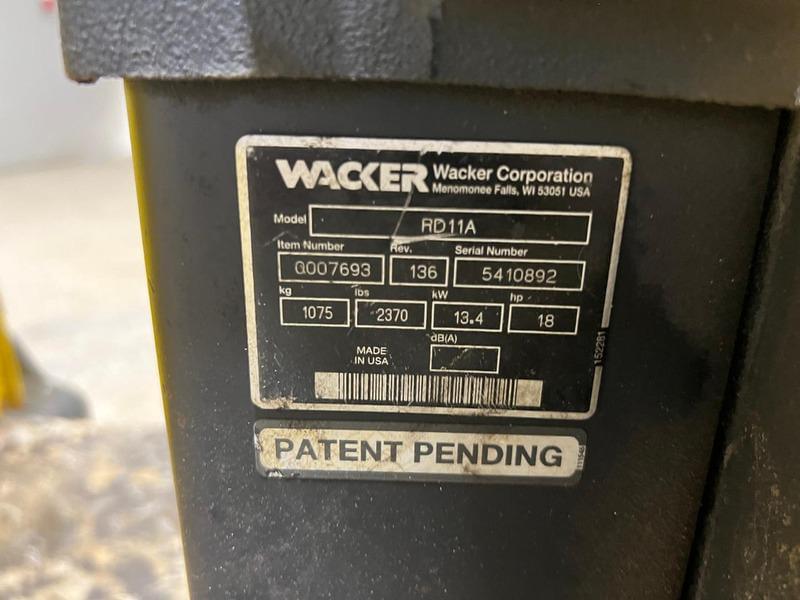 WACKER Wacker Corporation
Menomonee Falls, WI 53051 USA
Model RD11A
Item Number Rev. Serial Number
0007693 136 5410892
kg lbs kW hp
1075 2370 13.4 18
dB(A)
MADE
IN USA
152281
PATENT PENDING